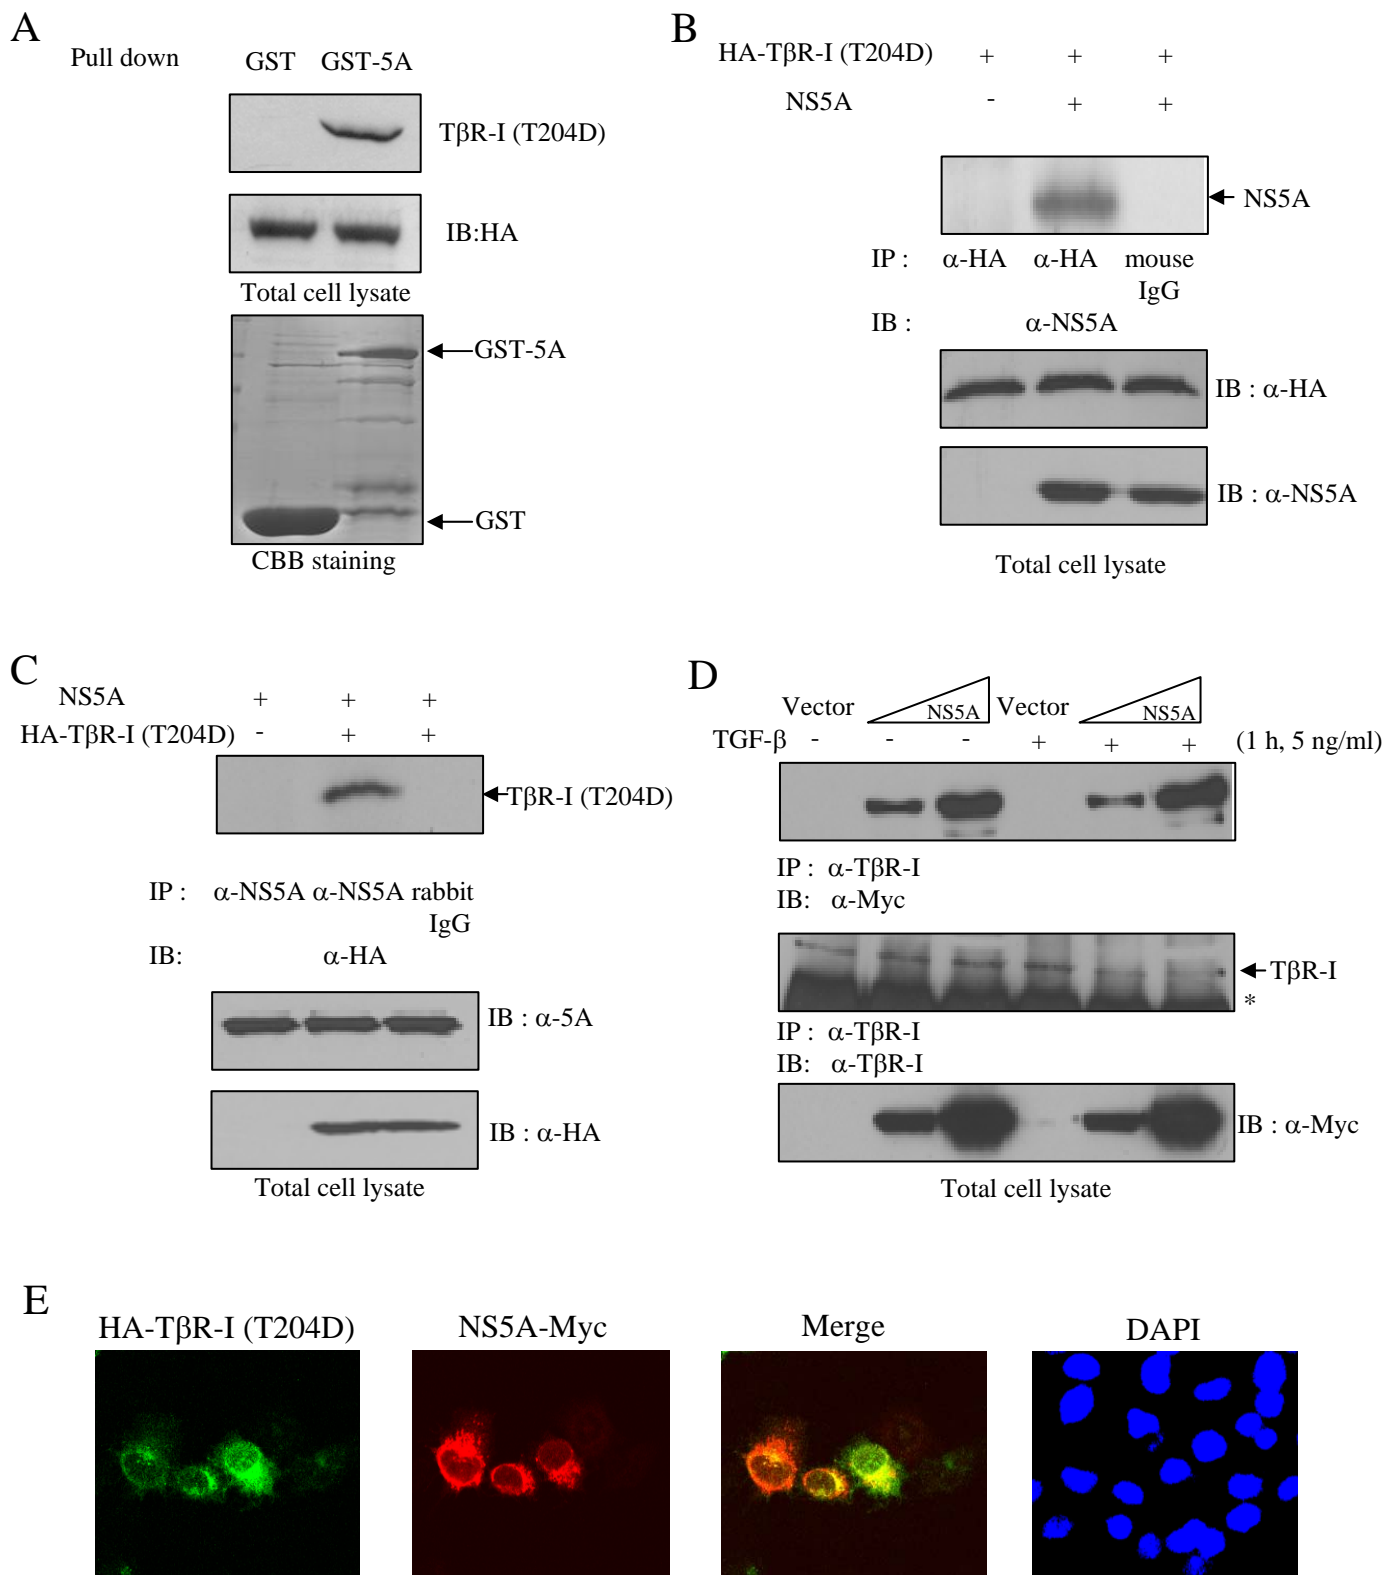 A
Pull down GST GST-5A
TβR-I (T204D)
IB:HA
Total cell lysate
GST-5A
GST
CBB staining
B
HA-TβR-I (T204D) + + +
NS5A - + +
NS5A
IP : α-HA α-HA mouse IgG
IB : α-NS5A
IB : α-HA
IB : α-NS5A
Total cell lysate
C
NS5A + + +
HA-TβR-I (T204D) - + +
TβR-I (T204D)
IP : α-NS5A α-NS5A rabbit IgG
IB: α-HA
IB : α-5A
IB : α-HA
Total cell lysate
D
Vector NS5A Vector NS5A
TGF-β - - - + + + (1 h, 5 ng/ml)
IP : α-TβR-I
IB: α-Myc
TβR-I
*
IP : α-TβR-I
IB: α-TβR-I
IB : α-Myc
Total cell lysate
E
HA-TβR-I (T204D) NS5A-Myc Merge DAPI